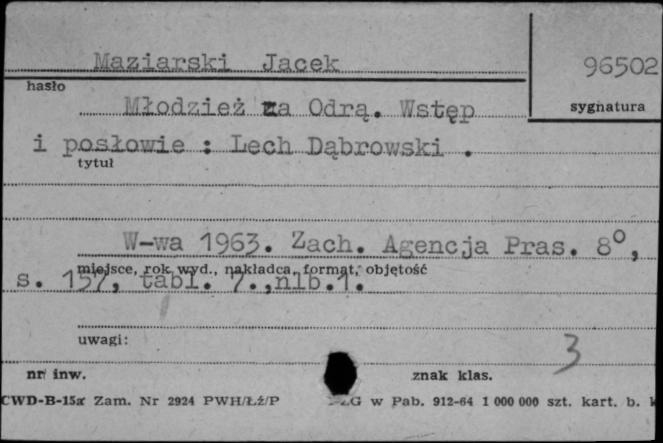 Maziarski Jacek
96502
hasło
Młodzież za Odrą. Wstęp
sygnatura
i posłowie : Lech Dąbrowski .
tytuł
W-wa 1963. Zach. Agencja Pras. 8°,
miejsce, rok wyd., nakładca, format, objętość
s. 157, tabl. 7.,nlb.1.
uwagi:
3
nr inw.
znak klas.
CWD-B-15a Zam. Nr 2924 PWH/Łź/P w Pab. 912-64 1 000 000 szt. kart. b.